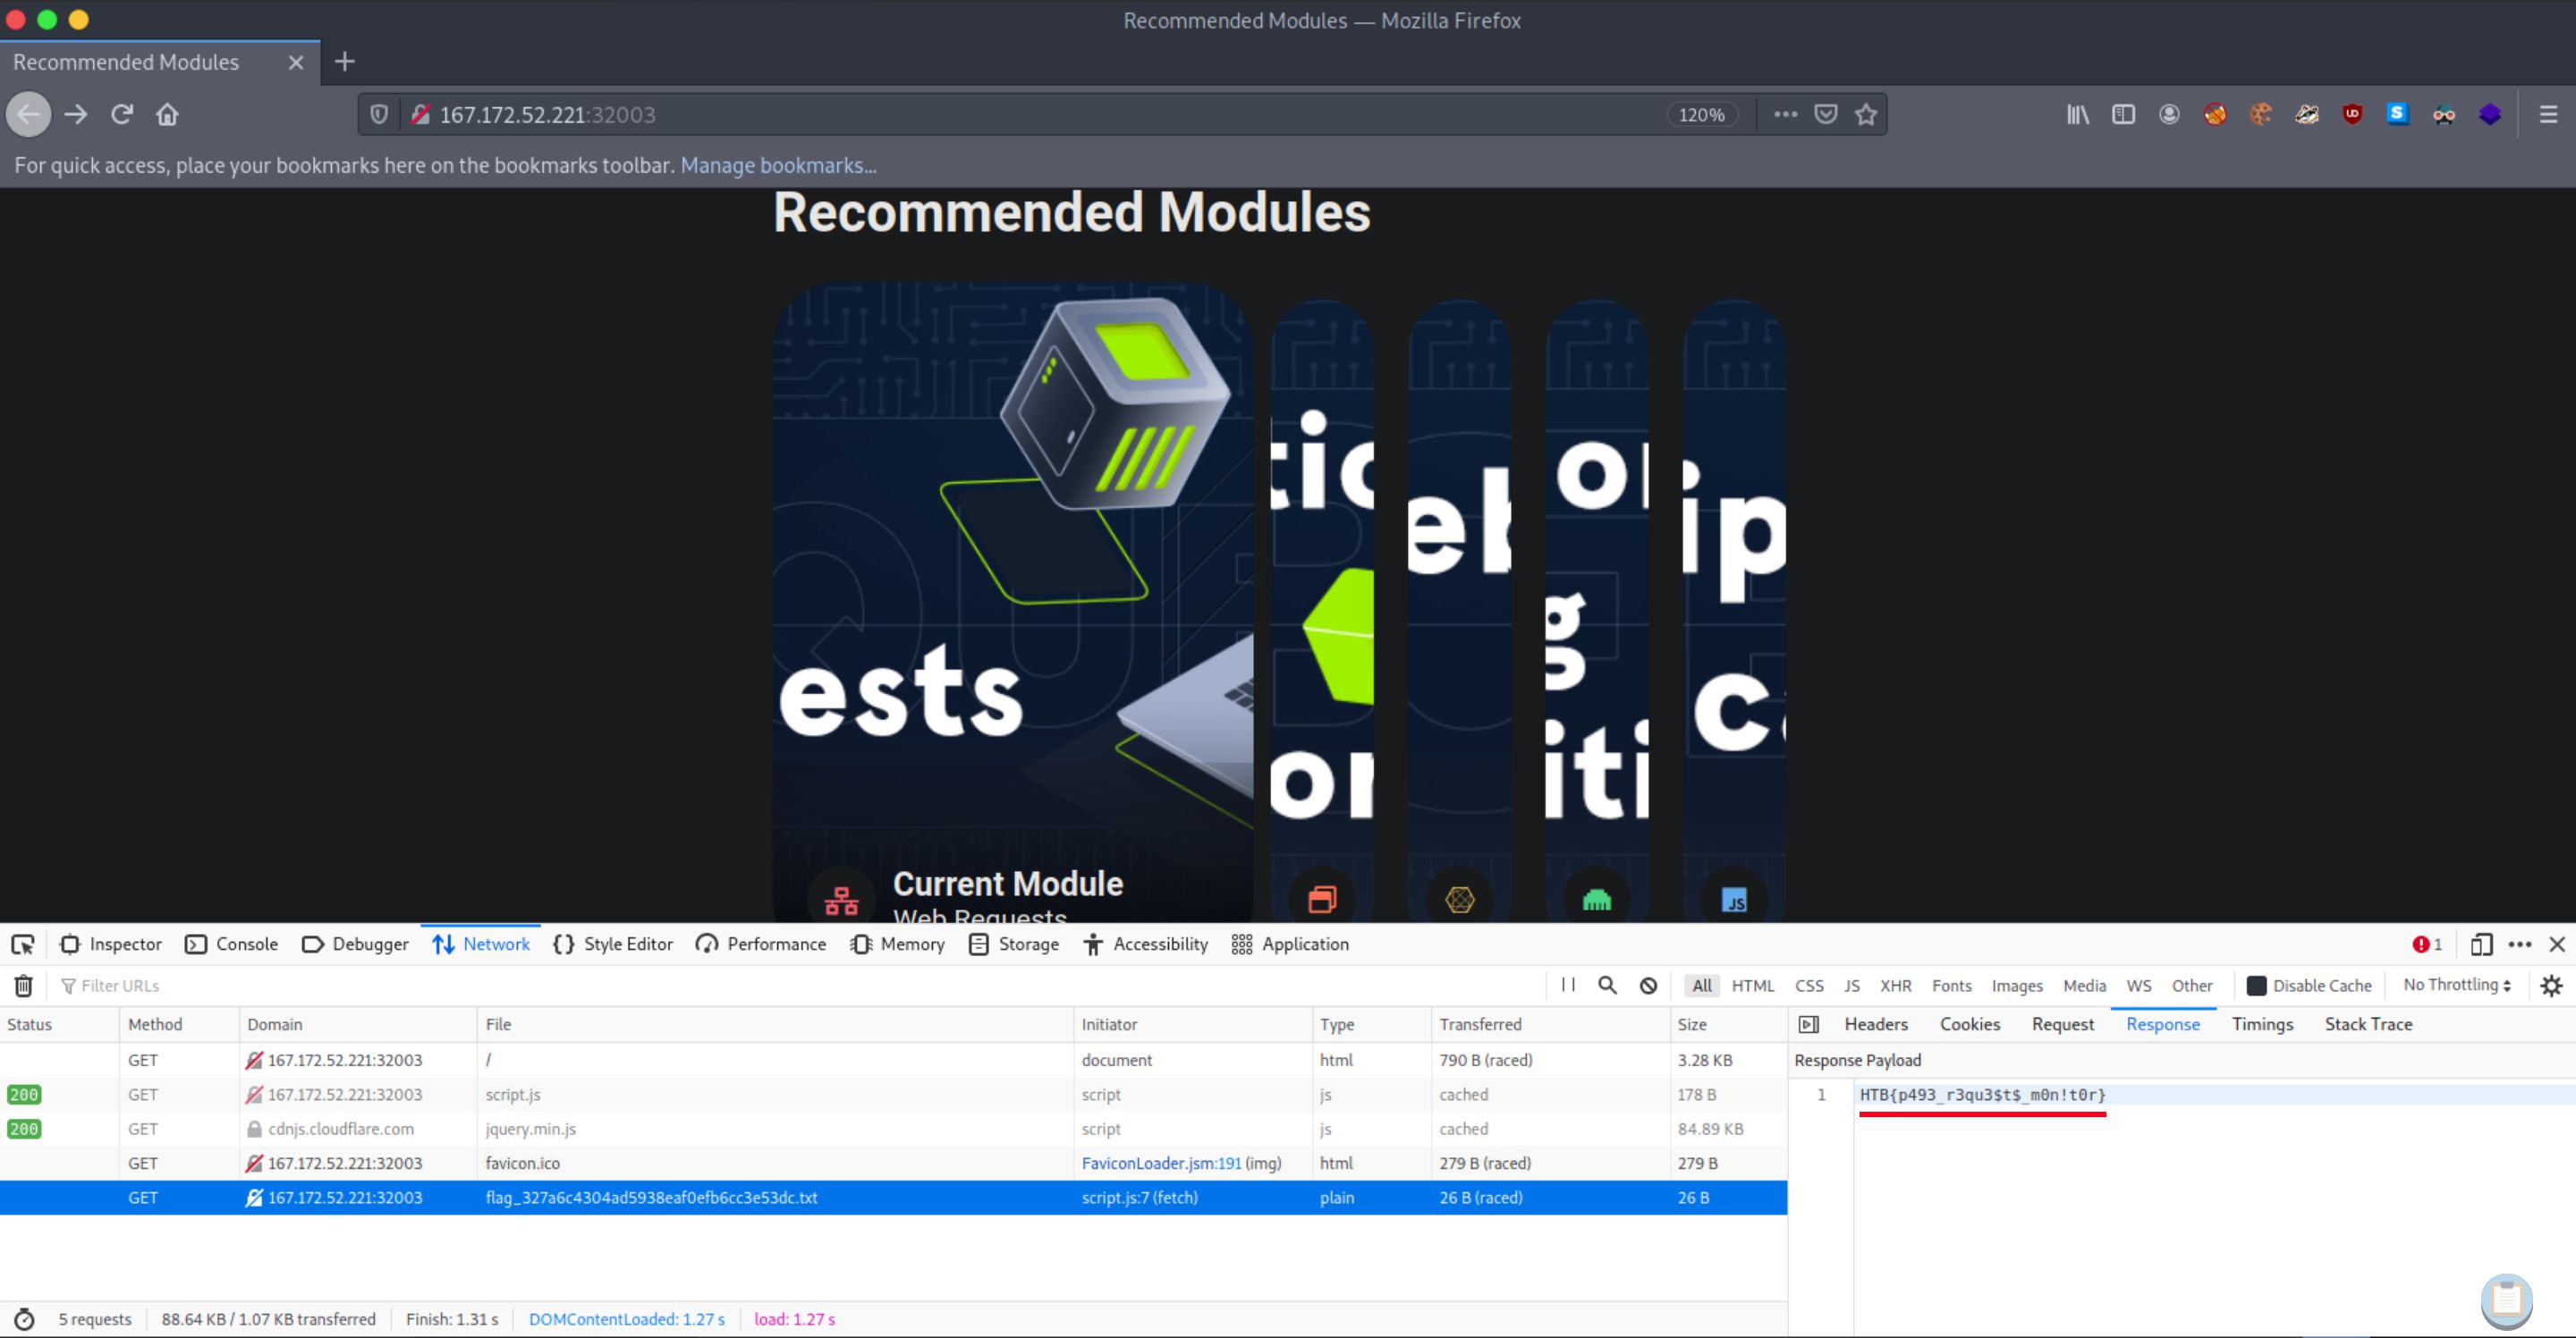 Recommended Modules — Mozilla Firefox
Recommended Modules
167.172.52.221:32003
120%
For quick access, place your bookmarks here on the bookmarks toolbar. Manage bookmarks...
Recommended Modules
ests
tic
or
eb
or
g
iti
ip
c
Current Module
Web Requests
JS
Inspector Console Debugger Network Style Editor Performance Memory Storage Accessibility Application 1
Filter URLs All HTML CSS JS XHR Fonts Images Media WS Other Disable Cache No Throttling
Status Method Domain File Initiator Type Transferred Size Headers Cookies Request Response Timings Stack Trace
GET 167.172.52.221:32003 / document html 790 B (raced) 3.28 KB Response Payload
200 GET 167.172.52.221:32003 script.js script js cached 178 B 1 HTB{p493_r3qu3$t$_m0n!t0r}
200 GET cdnjs.cloudflare.com jquery.min.js script js cached 84.89 KB
GET 167.172.52.221:32003 favicon.ico FaviconLoader.jsm:191 (img) html 279 B (raced) 279 B
GET 167.172.52.221:32003 flag_327a6c4304ad5938eaf0efb6cc3e53dc.txt script.js:7 (fetch) plain 26 B (raced) 26 B
5 requests 88.64 KB / 1.07 KB transferred Finish: 1.31 s DOMContentLoaded: 1.27 s load: 1.27 s